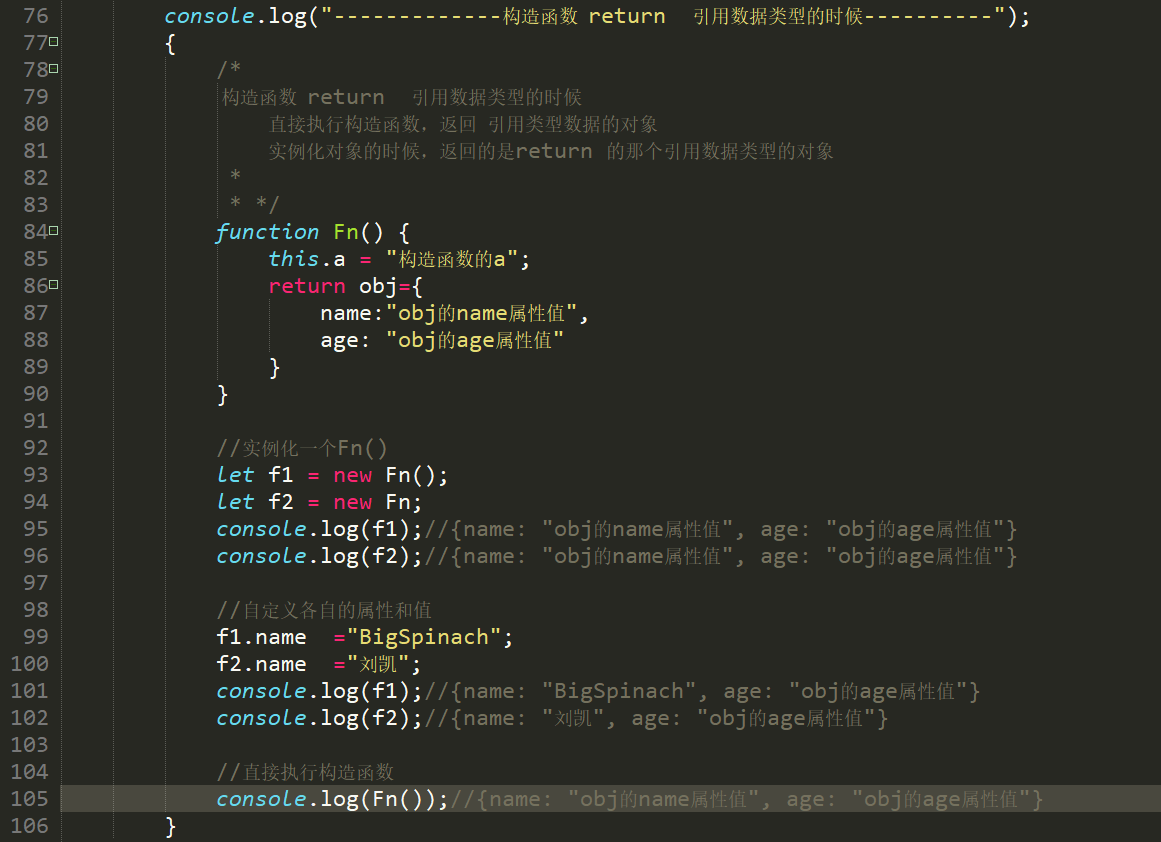 76 console.log("-------------构造函数 return  引用数据类型的时候----------");
77 {
78 /*
79 构造函数 return  引用数据类型的时候
80 直接执行构造函数，返回 引用类型数据的对象
81 实例化对象的时候，返回的是return 的那个引用数据类型的对象
82 *
83 * */
84 function Fn() {
85 this.a = "构造函数的a";
86 return obj={
87 name:"obj的name属性值",
88 age: "obj的age属性值"
89 }
90 }
91
92 //实例化一个Fn()
93 let f1 = new Fn();
94 let f2 = new Fn;
95 console.log(f1);//{name: "obj的name属性值", age: "obj的age属性值"}
96 console.log(f2);//{name: "obj的name属性值", age: "obj的age属性值"}
97
98 //自定义各自的属性和值
99 f1.name  ="BigSpinach";
100 f2.name  ="刘凯";
101 console.log(f1);//{name: "BigSpinach", age: "obj的age属性值"}
102 console.log(f2);//{name: "刘凯", age: "obj的age属性值"}
103
104 //直接执行构造函数
105 console.log(Fn());//{name: "obj的name属性值", age: "obj的age属性值"}
106 }